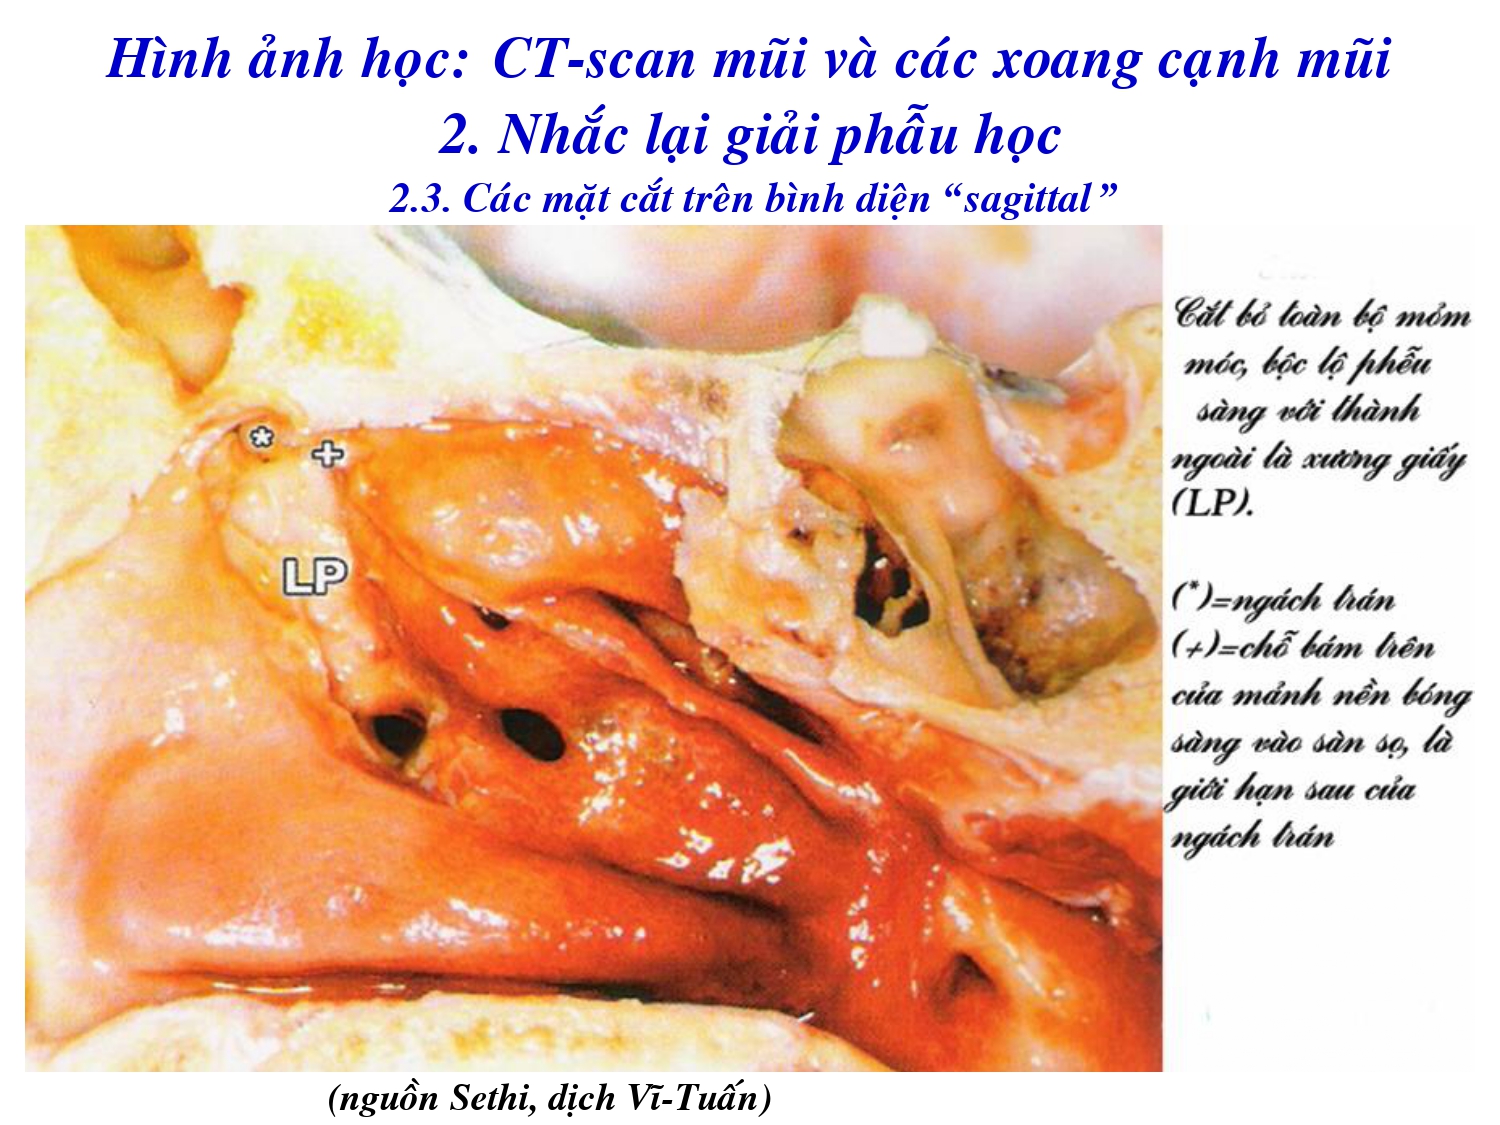 Hình ảnh học: CT-scan mũi và các xoang cạnh mũi
2. Nhắc lại giải phẫu học
2.3. Các mặt cắt trên bình diện “sagittal”
*
+
LP
Cắt bỏ toàn bộ mỏm
móc, bộc lộ phễu
sàng với thành
ngoài là xương giấy
(LP).
(*)=ngách trán
(+)=chỗ bám trên
của mảnh nền bóng
sàng vào sàn sọ, là
giới hạn sau của
ngách trán
(nguồn Sethi, dịch Vĩ-Tuấn)